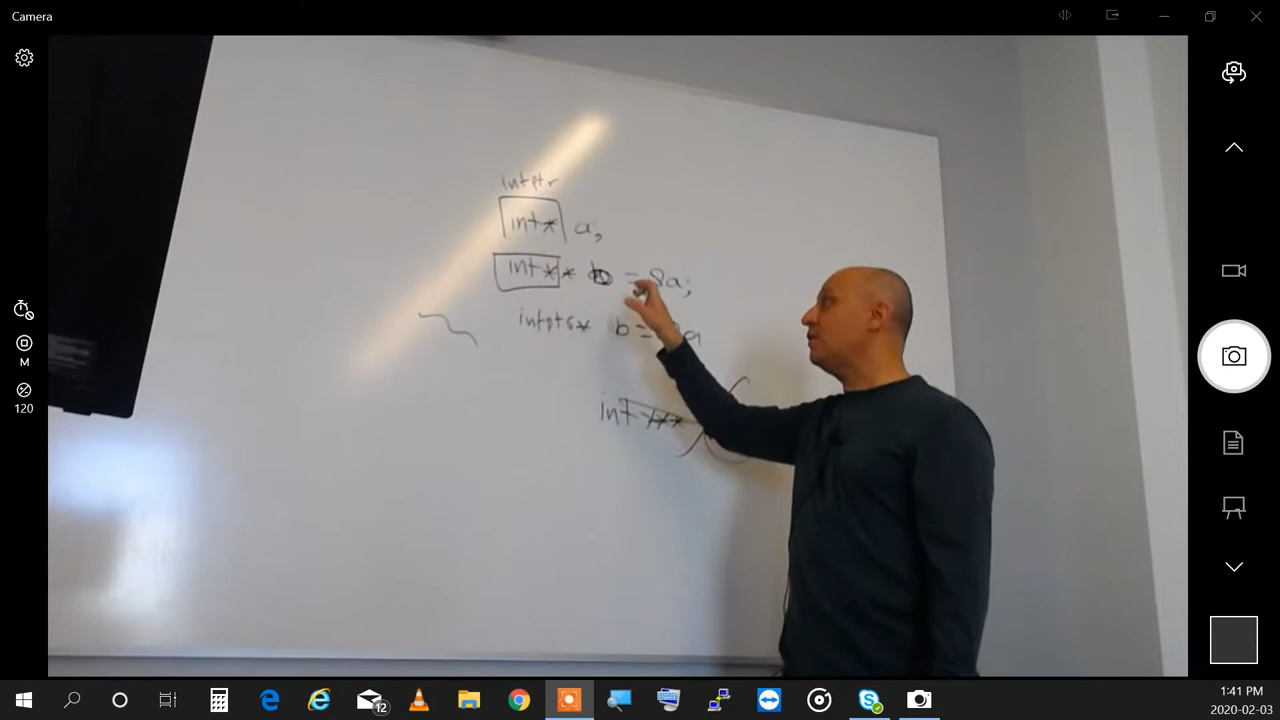 Camera
intptr
int* a;
int** b = &a;
intptr* b = &a
int ***
M
120
12
1:41 PM
2020-02-03